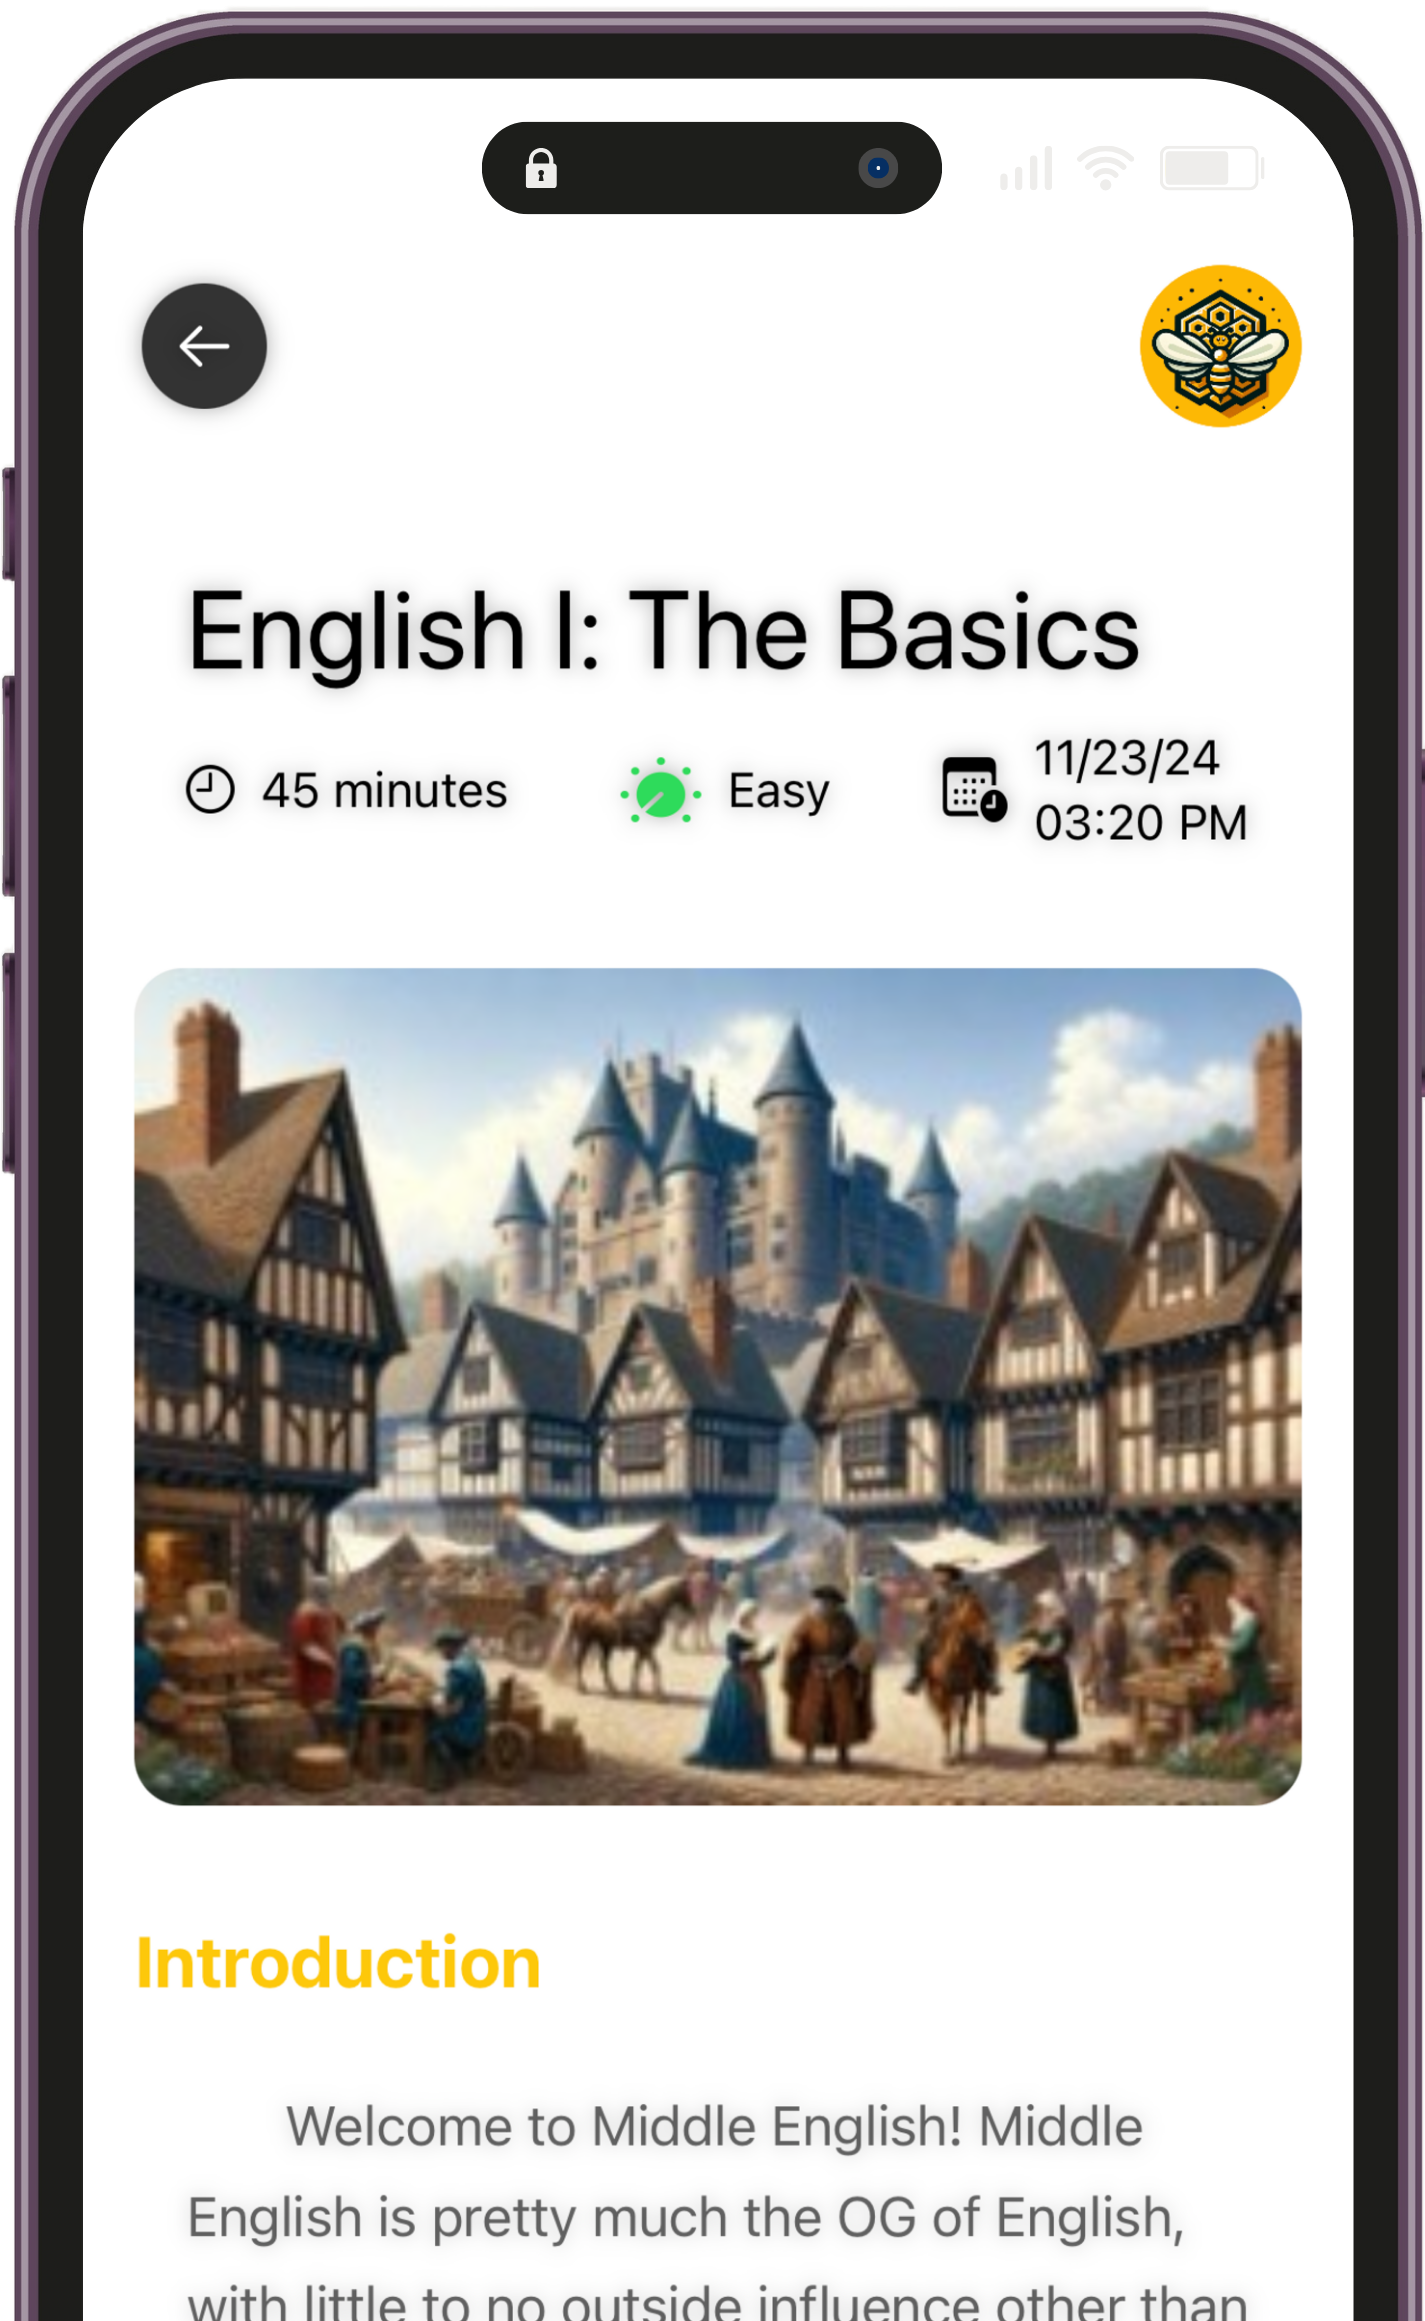 English I: The Basics
45 minutes
Easy
11/23/24
03:20 PM
Introduction
Welcome to Middle English! Middle
English is pretty much the OG of English,
with little to no outside influence other than